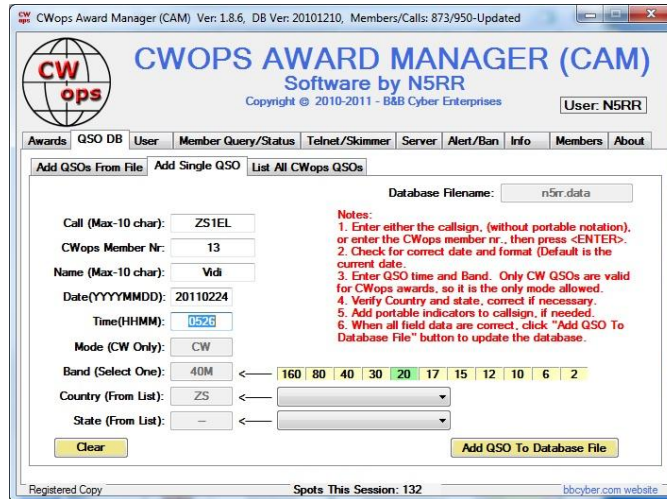 CWops Award Manager (CAM) Ver: 1.8.6, DB Ver: 20101210, Members/Calls: 873/950-Updated
CW ops
CWOPS AWARD MANAGER (CAM)
Software by N5RR
Copyright © 2010-2011 - B&B Cyber Enterprises
User: N5RR
Awards QSO DB User Member Query/Status Telnet/Skimmer Server Alert/Ban Info Members About
Add QSOs From File Add Single QSO List All CWops QSOs
Database Filename: n5rr.data
Call (Max-10 char): ZS1EL
CWops Member Nr: 13
Name (Max-10 char): Vidi
Date(YYYYMMDD): 20110224
Time(HHMM): 0526
Mode (CW Only): CW
Band (Select One): 40M <—— 160 80 40 30 20 17 15 12 10 6 2
Country (From List): ZS <——
State (From List): -- <——
Notes:
1. Enter either the callsign, (without portable notation),
or enter the CWops member nr., then press <ENTER>.
2. Check for correct date and format (Default is the
current date.
3. Enter QSO time and Band. Only CW QSOs are valid
for CWops awards, so it is the only mode allowed.
4. Verify Country and state, correct if necessary.
5. Add portable indicators to callsign, if needed.
6. When all field data are correct, click "Add QSO To
Database File" button to update the database.
Clear
Add QSO To Database File
Registered Copy
Spots This Session: 132
bbcyber.com website